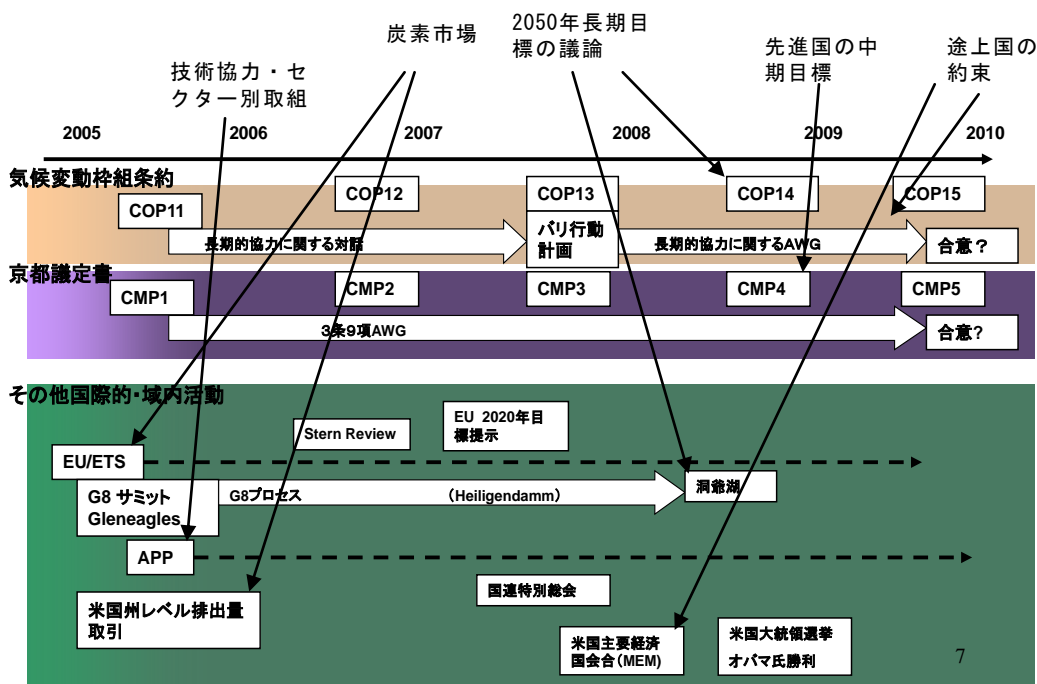 炭素市場
2050年長期目
標の議論
先進国の中
期目標
途上国の
約束
技術協力・セ
クター別取組
2005
2006
2007
2008
2009
2010
気候変動枠組条約
COP11
COP12
COP13
COP14
COP15
長期的協力に関する対話
バリ行動
計画
長期的協力に関するAWG
合意？
京都議定書
CMP1
CMP2
CMP3
CMP4
CMP5
3条9項AWG
合意?
その他国際的・域内活動
Stern Review
EU 2020年目
標提示
EU/ETS
G8 サミット
Gleneagles
G8プロセス
（Heiligendamm）
洞爺湖
APP
国連特別総会
米国州レベル排出量
取引
米国主要経済
国会合（MEM）
米国大統領選挙
オバマ氏勝利
7